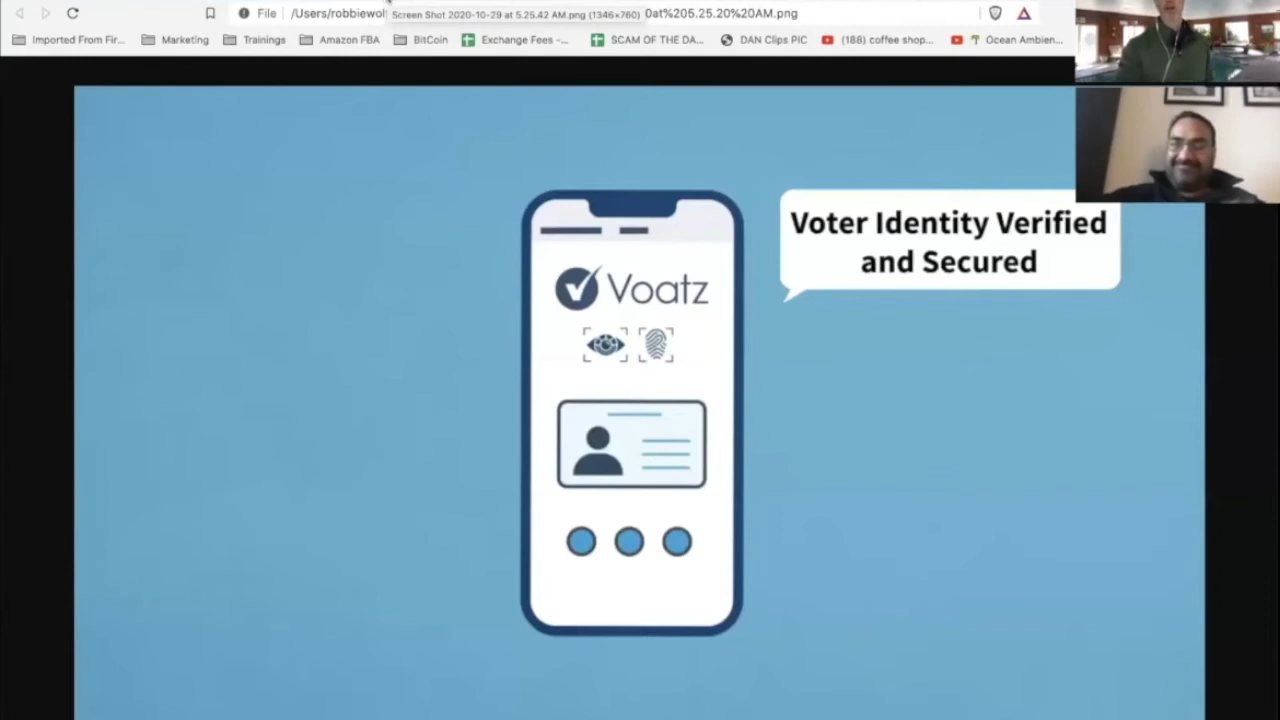 File /Users/robbiewol
Screen Shot 2020-10-29 at 5.25.42 AM.png (1346×760)
0at%205.25.20%20AM.png
Imported From Fir... Marketing Trainings Amazon FBA BitCoin Exchange Fees -... SCAM OF THE DA... DAN Clips PIC (188) coffee shop... Ocean Ambien...
Voter Identity Verified
and Secured
Voatz